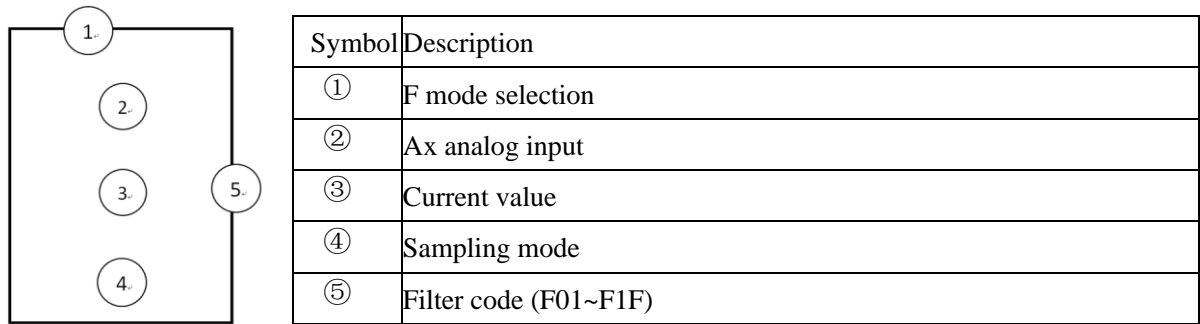 1
2
3
4
5
Symbol Description
① F mode selection
② Ax analog input
③ Current value
④ Sampling mode
⑤ Filter code (F01~F1F)